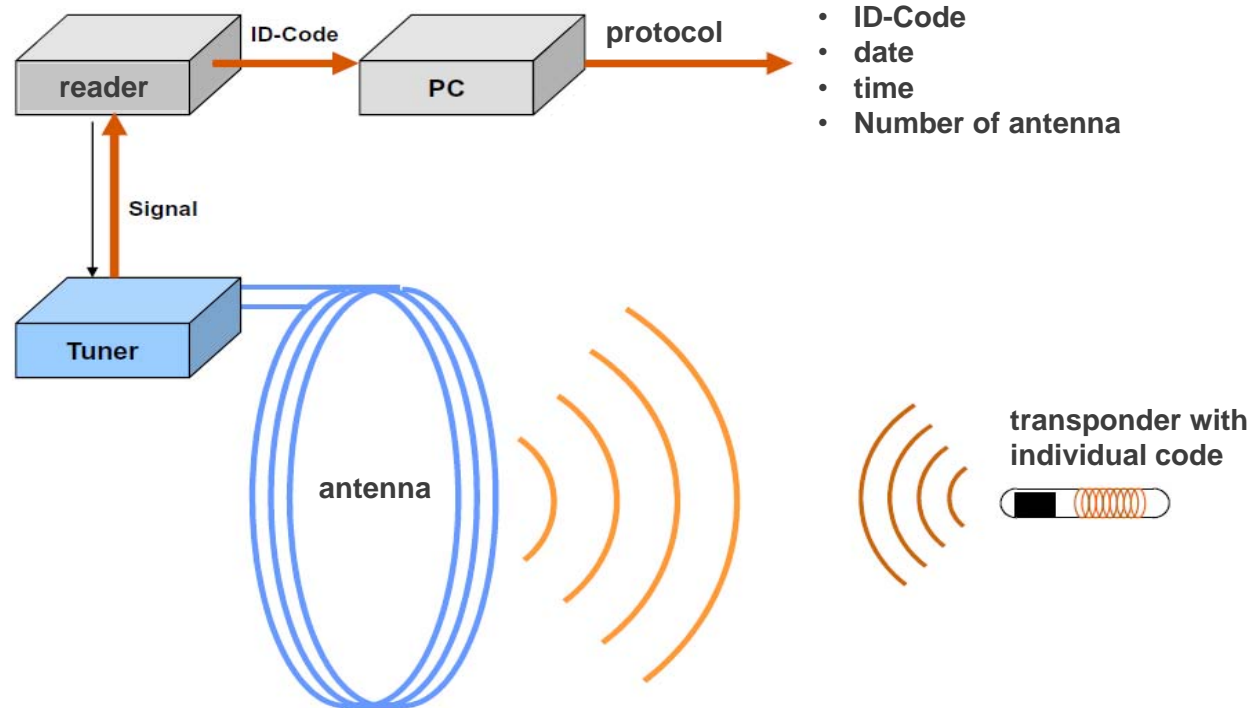 ID-Code
protocol
• ID-Code
• date
• time
• Number of antenna
reader
PC
Signal
Tuner
antenna
transponder with
individual code